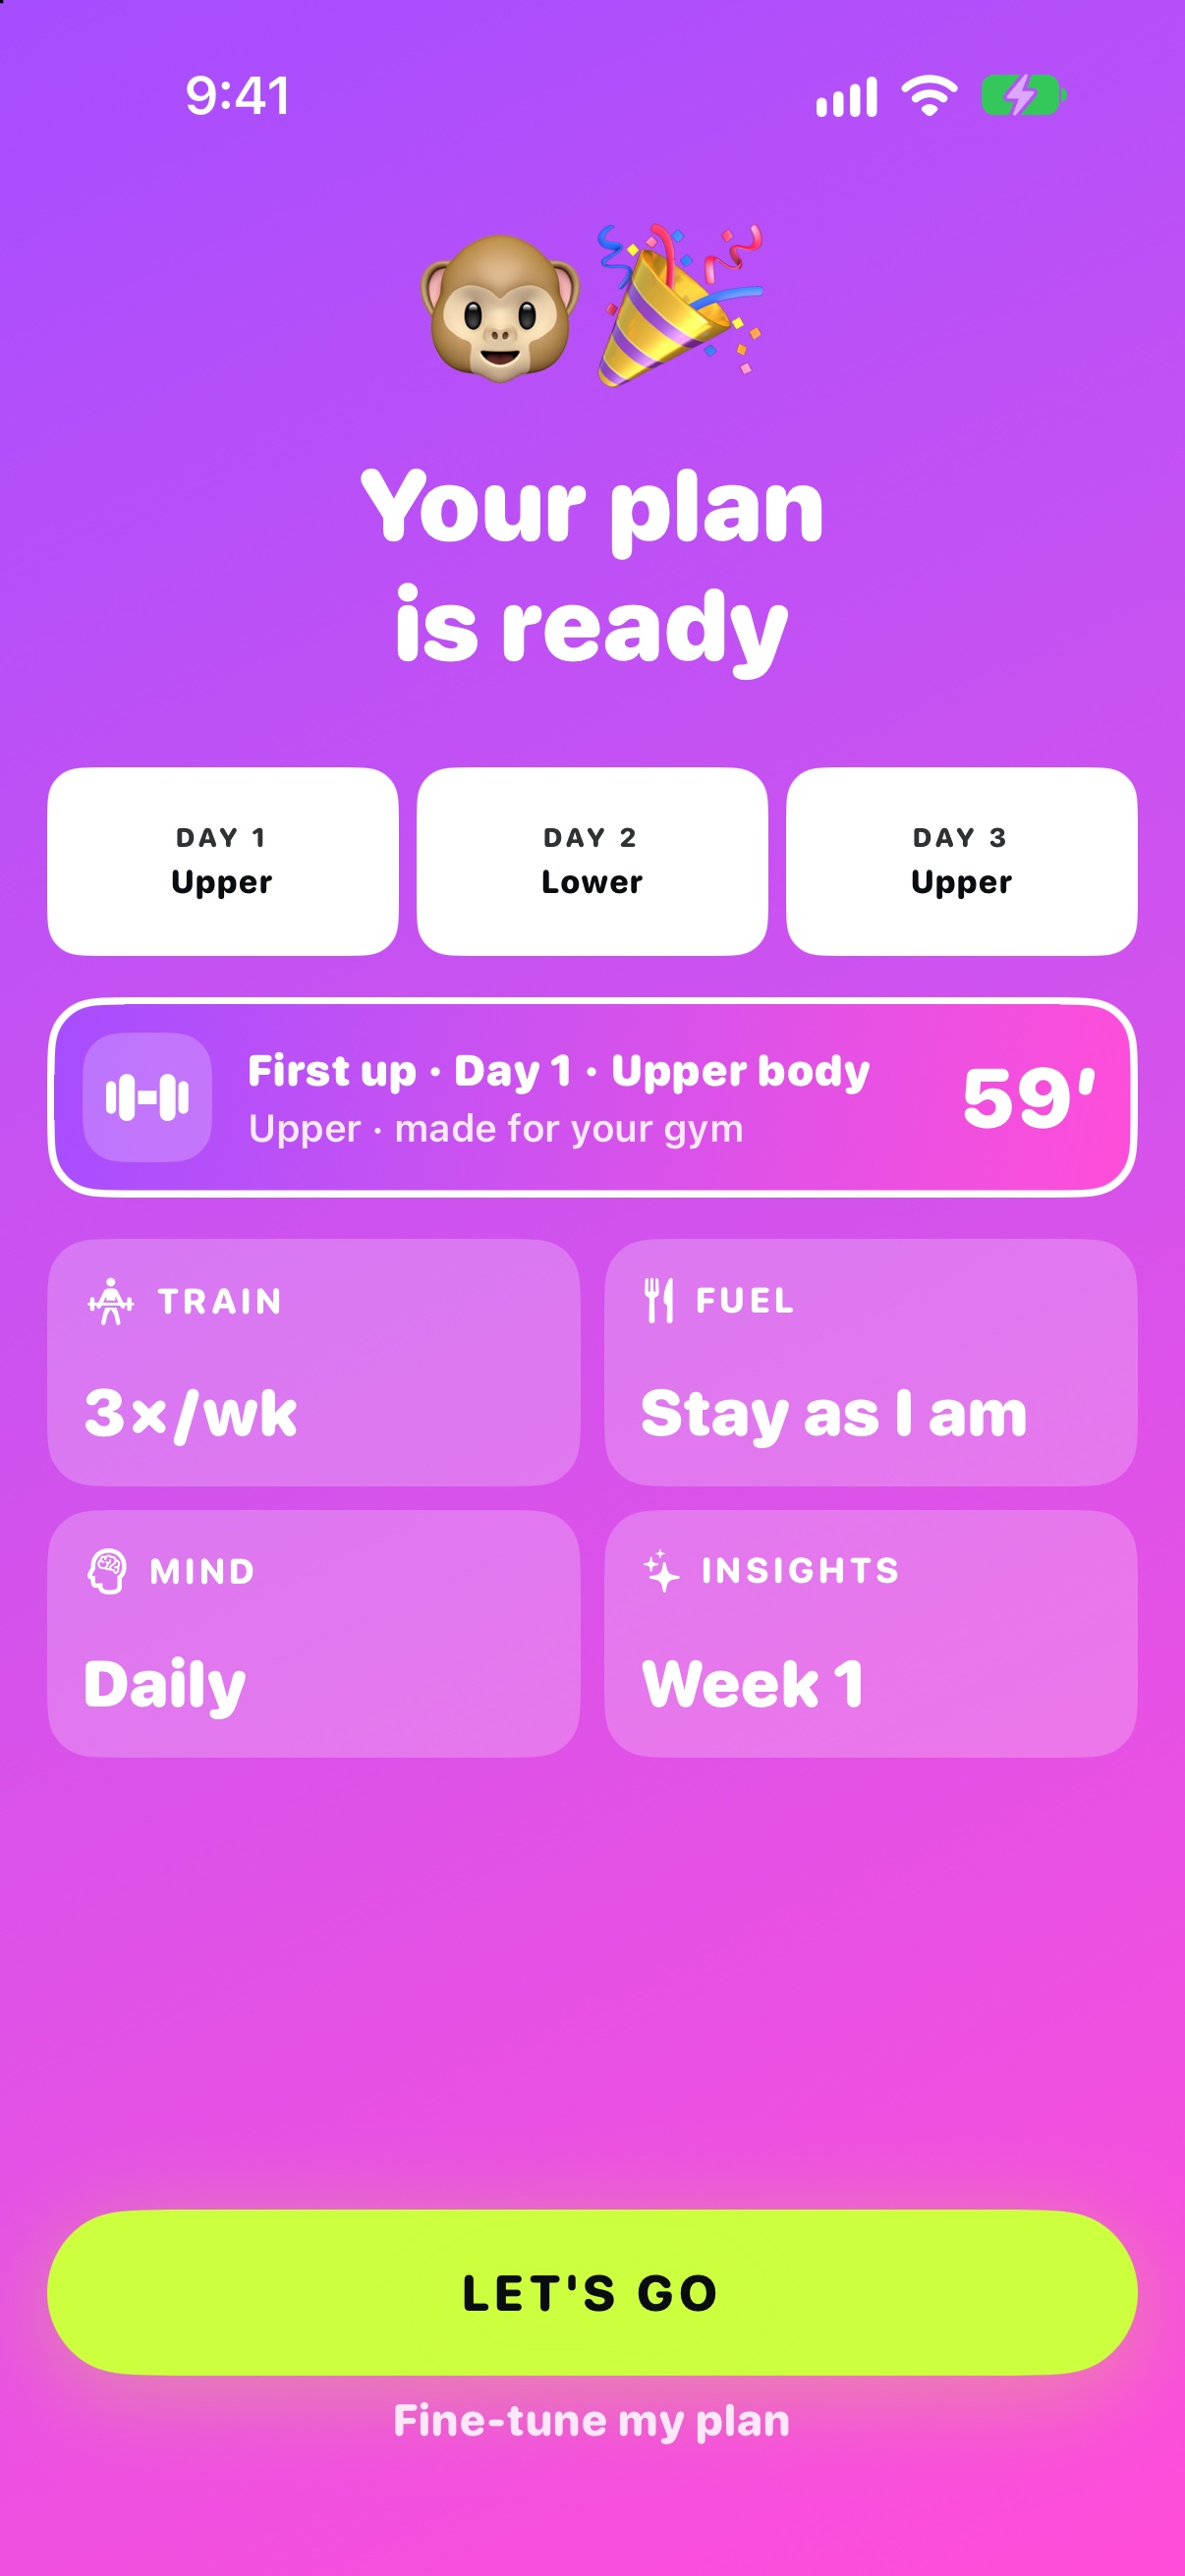 9:41
Your plan
is ready
DAY 1
Upper
DAY 2
Lower
DAY 3
Upper
First up · Day 1 · Upper body
Upper · made for your gym
59′
TRAIN
3×/wk
FUEL
Stay as I am
MIND
Daily
INSIGHTS
Week 1
LET'S GO
Fine-tune my plan